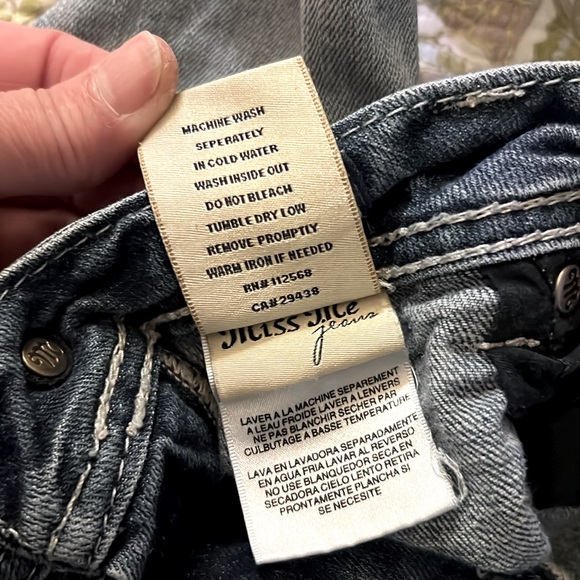 MACHINE WASH
SEPERATELY
IN COLD WATER
WASH INSIDE OUT
DO NOT BLEACH
TUMBLE DRY LOW
REMOVE PROMPTLY
WARM IRON IF NEEDED
RN# 112568
CA# 29438
Miss Me
jeans
LAVER A LA MACHINE SEPAREMENT
A LEAU FROIDE LAVER A LENVERS
NE PAS BLANCHIR SECHER PAR
CULBUTAGE A BASSE TEMPERATURE
LAVA EN LAVADORA SEPARADAMENTE
EN AGUA FRIA LAVAR AL REVERSO
NO USE BLANQUEDOR SECA EN
SECADORA CIELO LENTO RETIRA
PRONTAMENTE PLANCHA SI
SE NECESITE